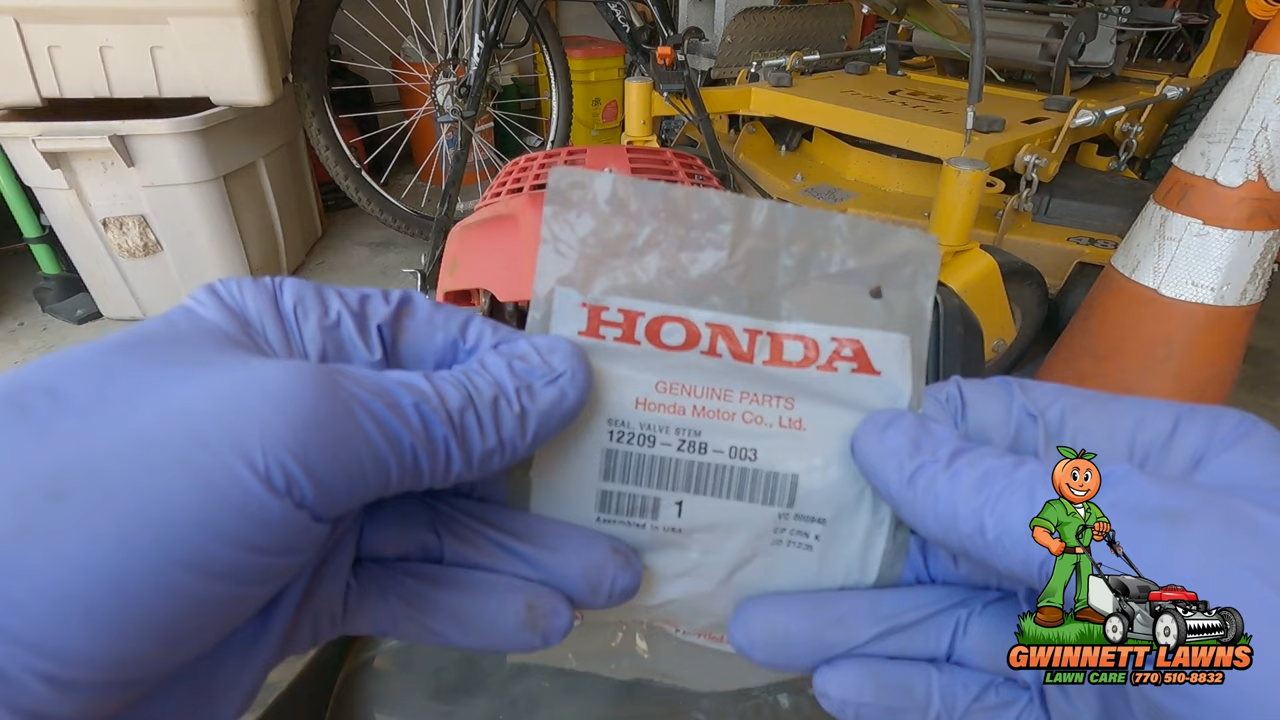 HONDA
GENUINE PARTS
Honda Motor Co., Ltd.
SEAL, VALVE STEM
12209-Z8B-003
1
Assembled in USA
48
GWINNETT LAWNS
LAWN CARE (770) 510-8832